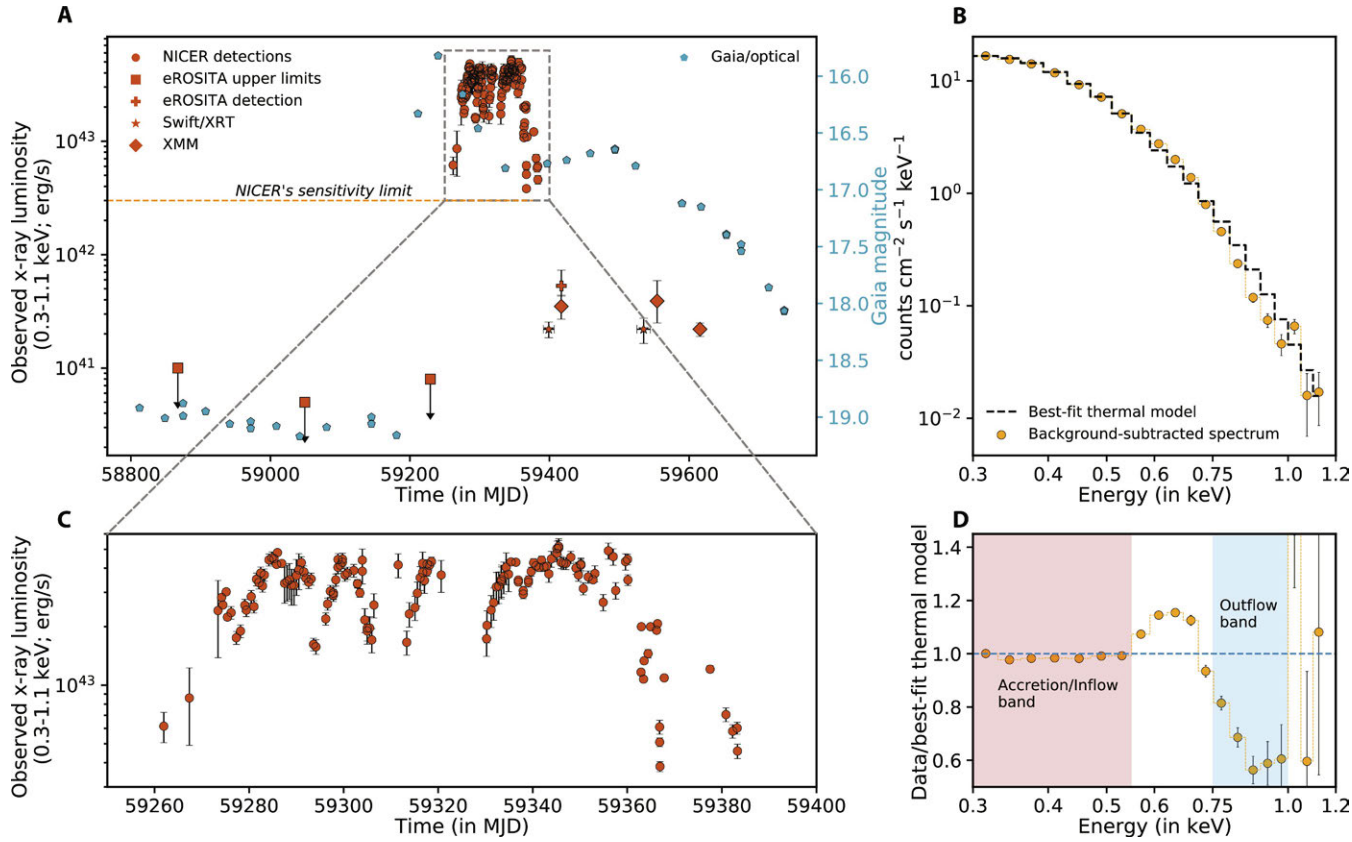 A
NICER detections
eROSITA upper limits
eROSITA detection
Swift/XRT
XMM
Gaia/optical
NICER's sensitivity limit
Observed x-ray luminosity
(0.3-1.1 keV; erg/s)
10^43
10^42
10^41
16.0
16.5
17.0
17.5
18.0
18.5
19.0
Gaia magnitude
58800 59000 59200 59400 59600
Time (in MJD)
B
counts cm⁻² s⁻¹ keV⁻¹
10^1
10^0
10^−1
10^−2
Best-fit thermal model
Background-subtracted spectrum
0.3 0.4 0.5 0.6 0.75 1.0 1.2
Energy (in keV)
C
Observed x-ray luminosity
(0.3-1.1 keV; erg/s)
10^43
59260 59280 59300 59320 59340 59360 59380 59400
Time (in MJD)
D
Data/best-fit thermal model
1.4
1.2
1.0
0.8
0.6
Outflow
band
Accretion/Inflow
band
0.3 0.4 0.5 0.6 0.75 1.0 1.2
Energy (in keV)